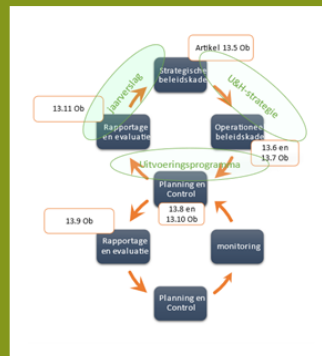 Artikel 13.5 Ob
Strategische
beleidskade
jaarverslag
U&H-strategie
13.11 Ob
Rapportage
en evaluatie
Operationee
beleidskade
13.6 en
13.7 Ob
Uitvoeringsprogramma
Planning en
Control
13.8 en
13.10 Ob
13.9 Ob
Rapportage
en evaluatie
monitoring
Planning en
Control